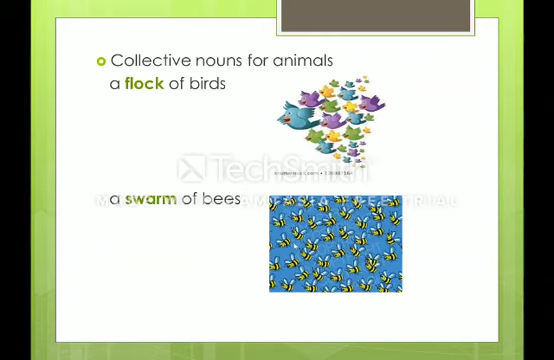 Collective nouns for animals
a flock of birds
TechSmith
a swarm of bees